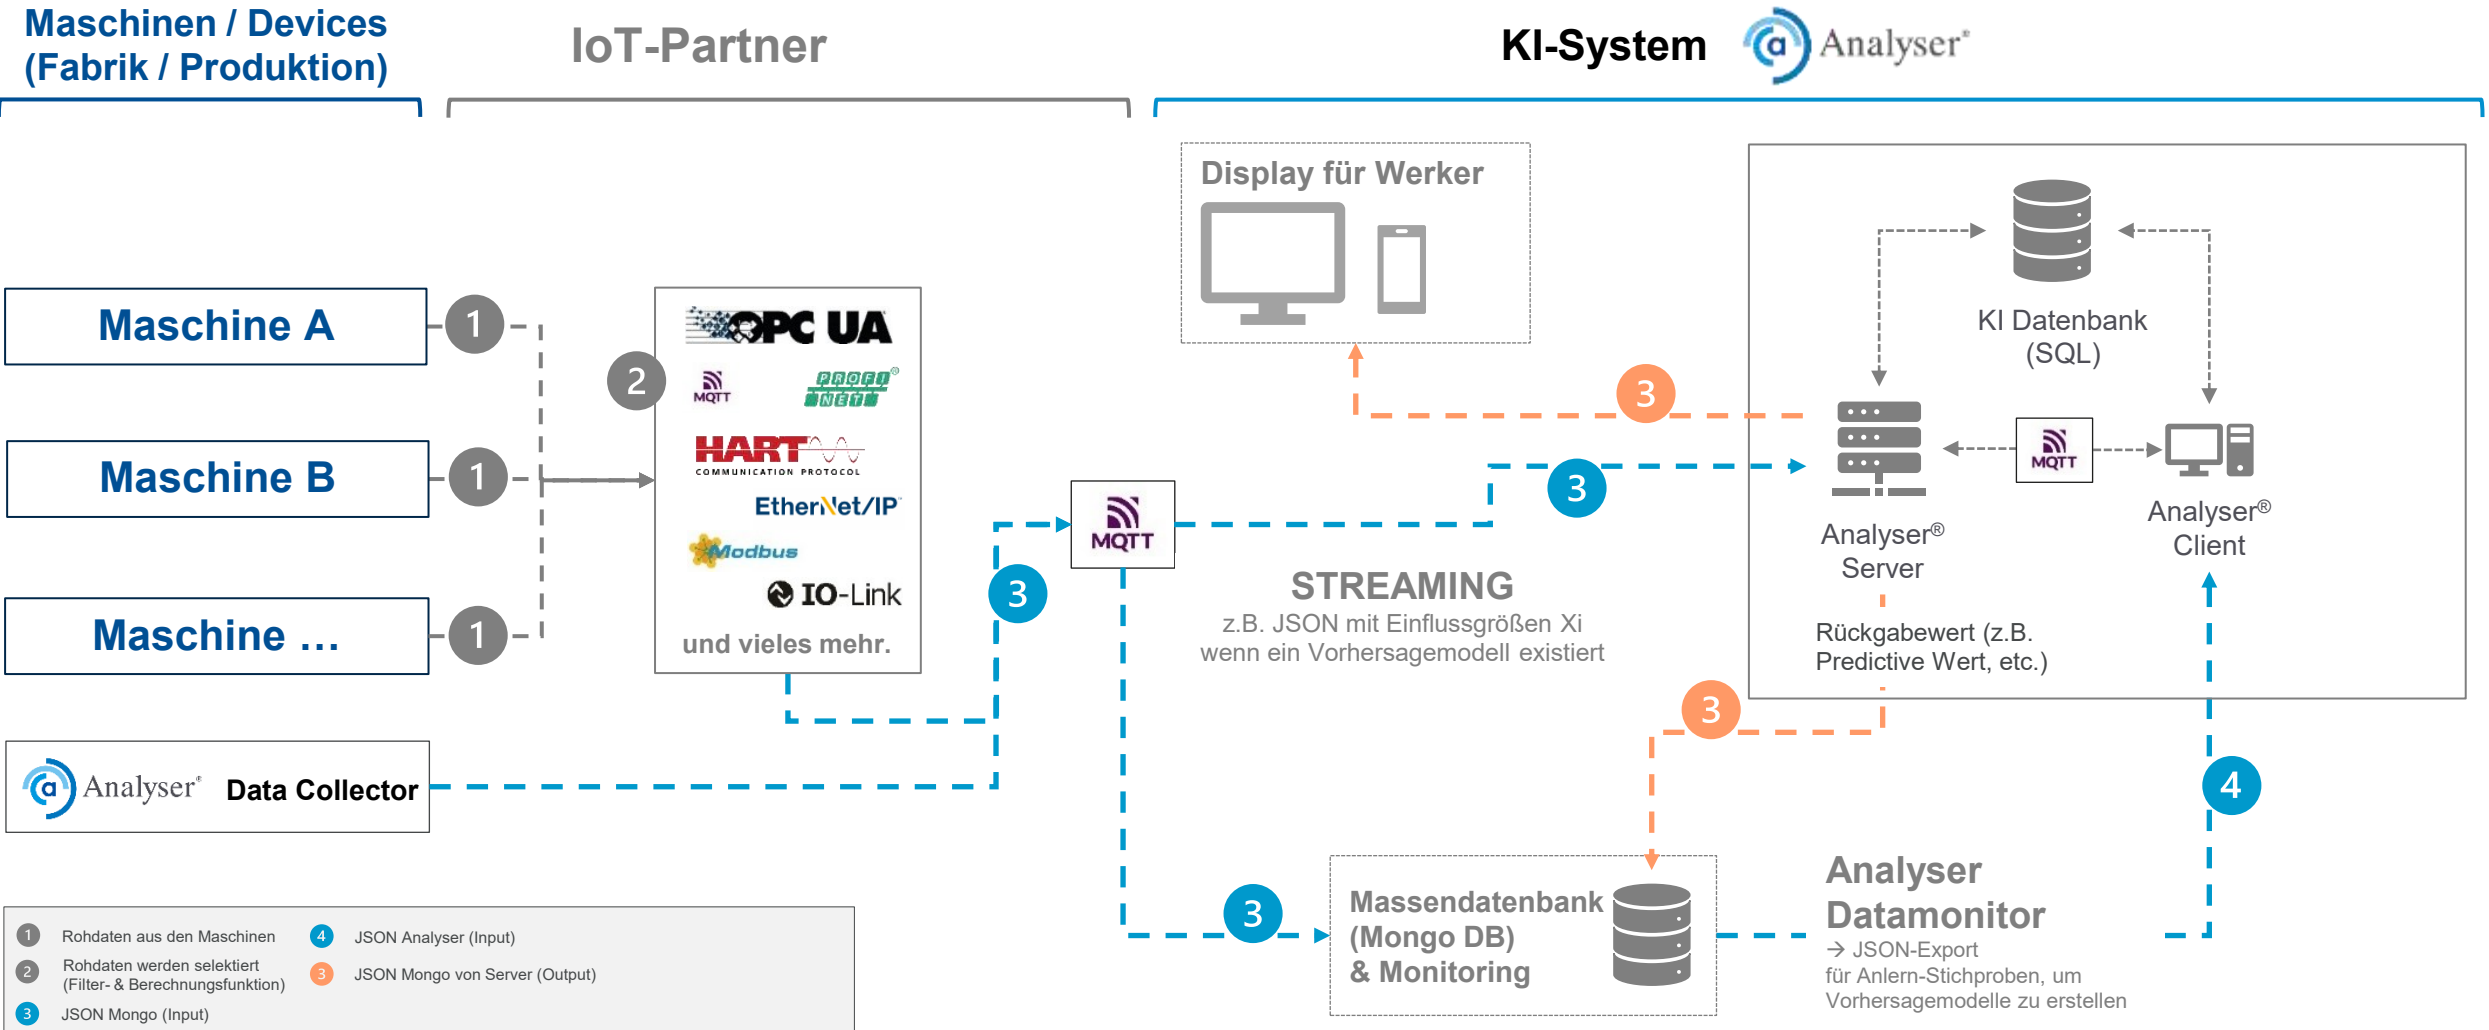 Maschinen / Devices
(Fabrik / Produktion)
IoT-Partner
KI-System
a Analyser®
Display für Werker
KI Datenbank
(SQL)
Maschine A
1
Maschine B
1
Maschine ...
1
2
OPC UA
MQTT
PROFI®
NET
HART
COMMUNICATION PROTOCOL
EtherNet/IP
Modbus
IO-Link
und vieles mehr.
3
MQTT
3
3
MQTT
Analyser®
Server
Analyser®
Client
STREAMING
z.B. JSON mit Einflussgrößen Xi
wenn ein Vorhersagemodell existiert
Rückgabewert (z.B.
Predictive Wert, etc.)
3
4
a Analyser® Data Collector
3
Massendatenbank
(Mongo DB)
& Monitoring
Analyser
Datamonitor
→ JSON-Export
für Anlern-Stichproben, um
Vorhersagemodelle zu erstellen
1 Rohdaten aus den Maschinen
2 Rohdaten werden selektiert
(Filter- & Berechnungsfunktion)
3 JSON Mongo (Input)
4 JSON Analyser (Input)
3 JSON Mongo von Server (Output)